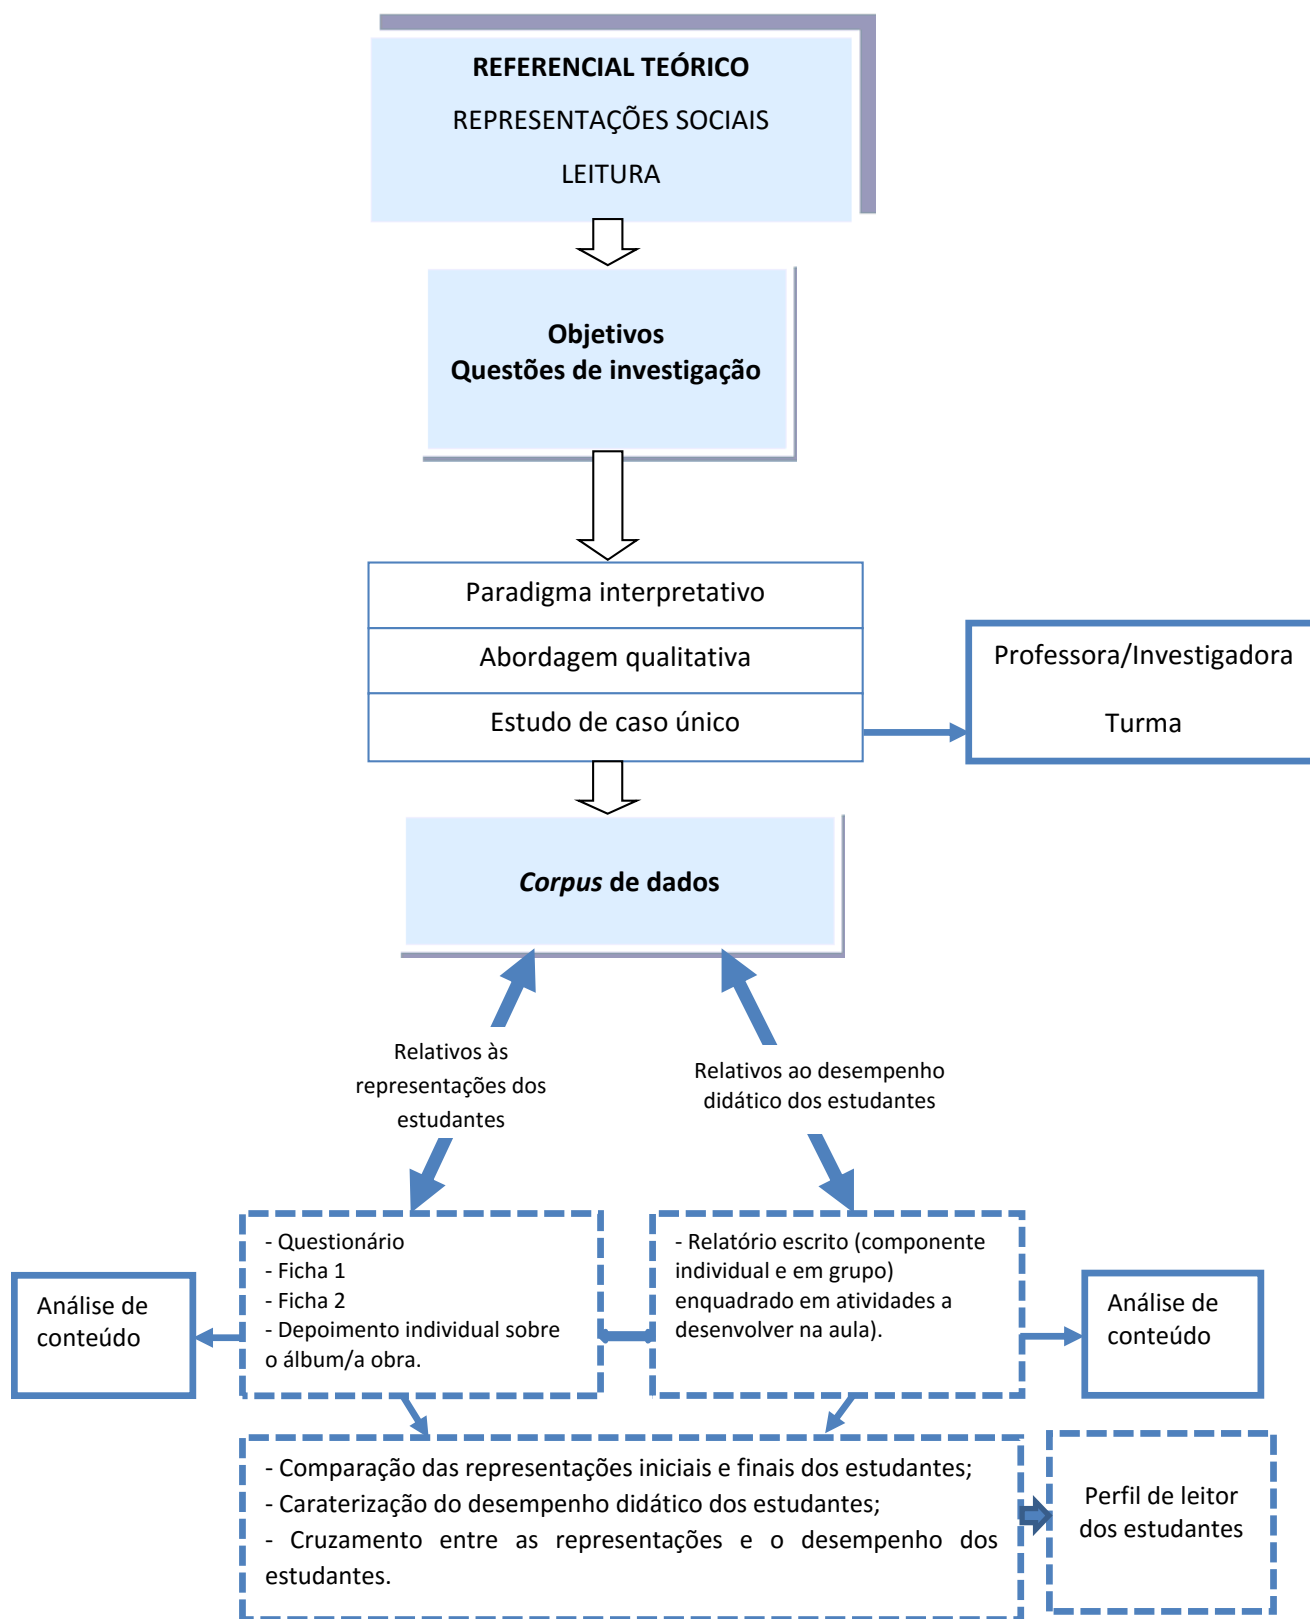 REFERENCIAL TEÓRICO
REPRESENTAÇÕES SOCIAIS
LEITURA
Objetivos
Questões de investigação
Paradigma interpretativo
Abordagem qualitativa
Estudo de caso único
Professora/Investigadora
Turma
Corpus de dados
Relativos às
representações dos
estudantes
Relativos ao desempenho
didático dos estudantes
Análise de
conteúdo
- Questionário
- Ficha 1
- Ficha 2
- Depoimento individual sobre
o álbum/a obra.
- Relatório escrito (componente
individual e em grupo)
enquadrado em atividades a
desenvolver na aula).
Análise de
conteúdo
- Comparação das representações iniciais e finais dos estudantes;
- Caraterização do desempenho didático dos estudantes;
- Cruzamento entre as representações e o desempenho dos
estudantes.
Perfil de leitor
dos estudantes